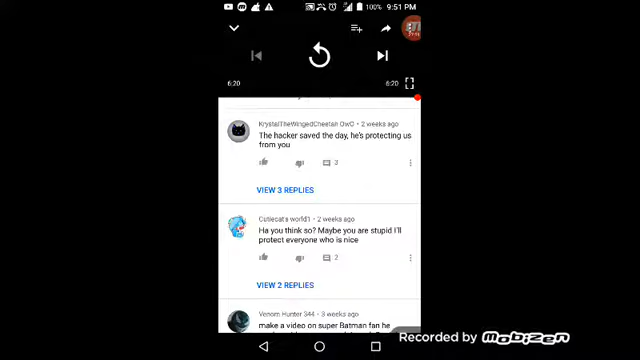 100% 9:51 PM
6:20 6:20
KrystalTheWingedCheetah OwO • 2 weeks ago
The hacker saved the day, he's protecting us
from you
3
VIEW 3 REPLIES
Cutiecat's world1 • 2 weeks ago
Ha you think so? Maybe you are stupid I'll
protect everyone who is nice
2
VIEW 2 REPLIES
Venom Hunter 344 • 3 weeks ago
make a video on super Batman fan he
Recorded by MOBIZEN